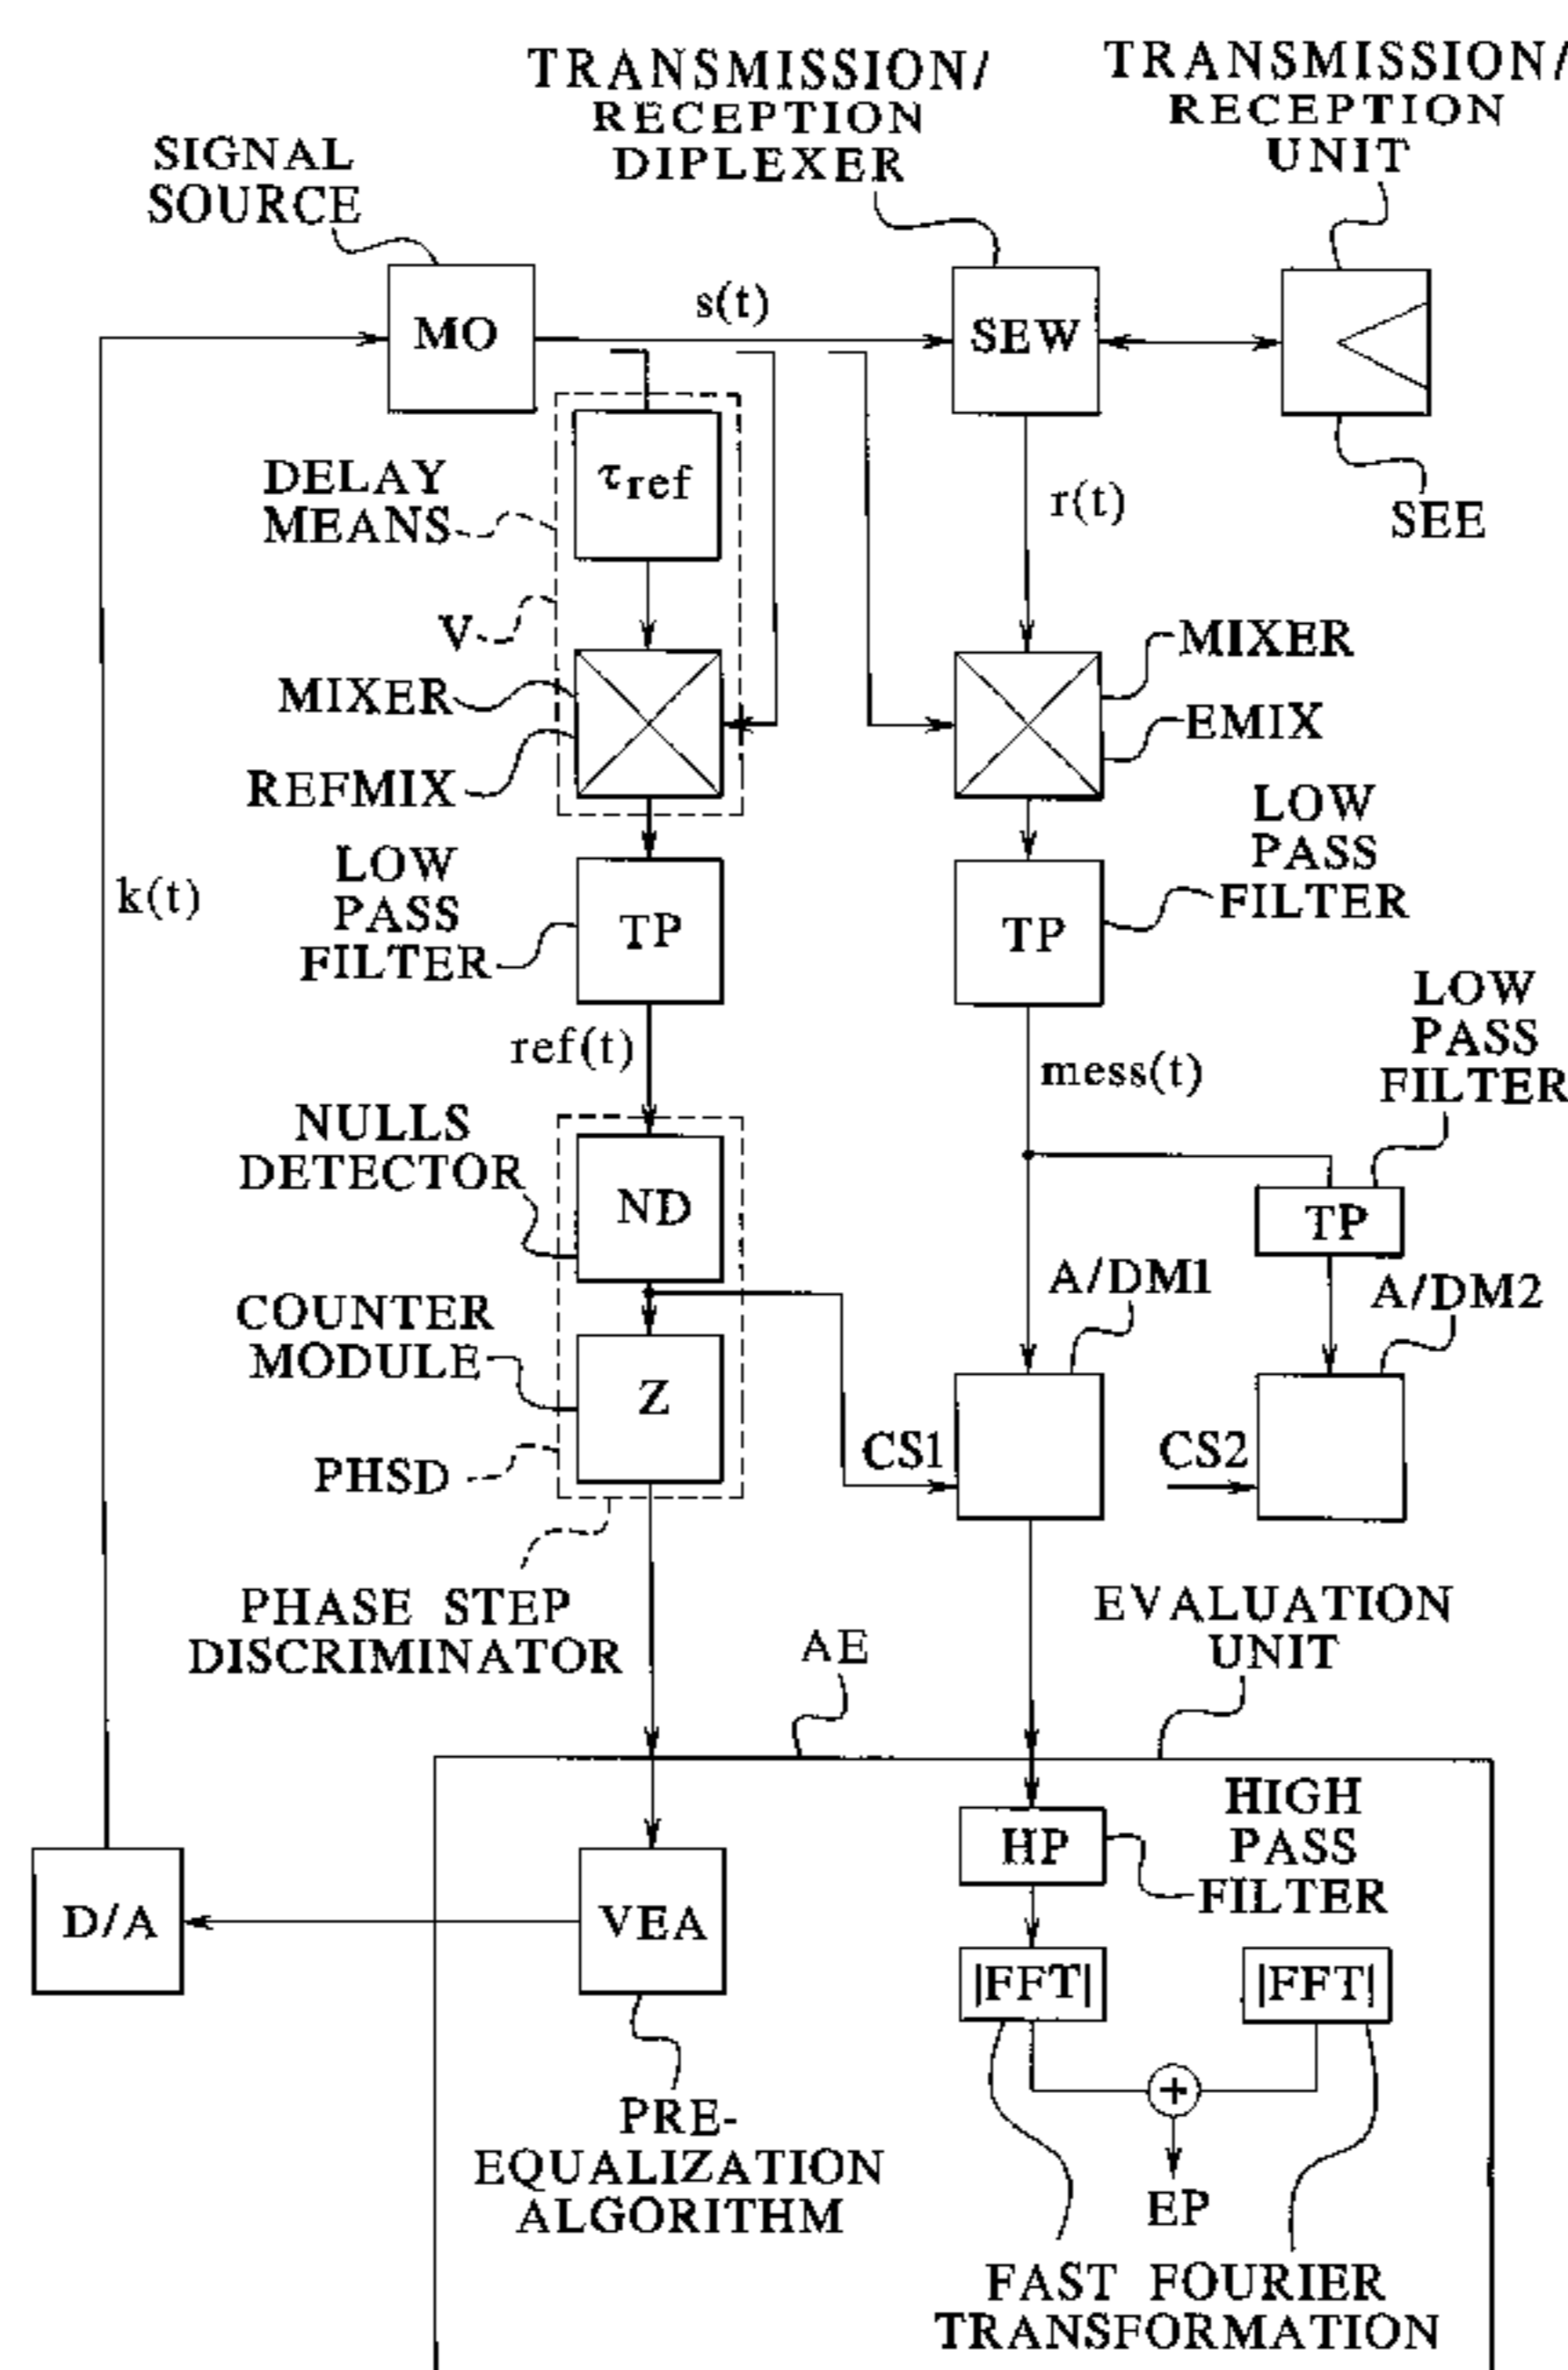 TRANSMISSION/
RECEPTION
DIPLEXER
TRANSMISSION/
RECEPTION
UNIT
SIGNAL
SOURCE
MO
s(t)
SEW
DELAY
MEANS
τref
r(t)
SEE
V
MIXER
REFMIX
MIXER
EMIX
k(t)
LOW
PASS
FILTER
TP
TP
LOW
PASS
FILTER
ref(t)
mess(t)
LOW
PASS
FILTER
NULLS
DETECTOR
ND
TP
A/DM1
A/DM2
COUNTER
MODULE
Z
CS1
CS2
PHSD
PHASE STEP
DISCRIMINATOR
AE
EVALUATION
UNIT
D/A
VEA
HP
HIGH
PASS
FILTER
|FFT|
|FFT|
+
EP
PRE-
EQUALIZATION
ALGORITHM
FAST FOURIER
TRANSFORMATION